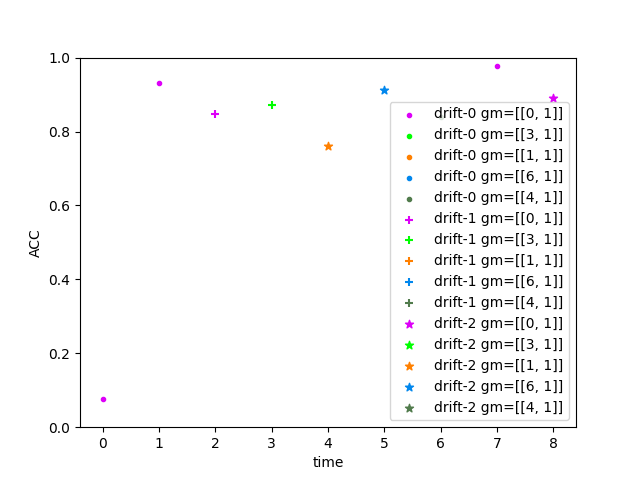 1.0
0.8
0.6
0.4
0.2
0.0
ACC
drift-0 gm=[[0, 1]]
drift-0 gm=[[3, 1]]
drift-0 gm=[[1, 1]]
drift-0 gm=[[6, 1]]
drift-0 gm=[[4, 1]]
drift-1 gm=[[0, 1]]
drift-1 gm=[[3, 1]]
drift-1 gm=[[1, 1]]
drift-1 gm=[[6, 1]]
drift-1 gm=[[4, 1]]
drift-2 gm=[[0, 1]]
drift-2 gm=[[3, 1]]
drift-2 gm=[[1, 1]]
drift-2 gm=[[6, 1]]
drift-2 gm=[[4, 1]]
0 1 2 3 4 5 6 7 8
time